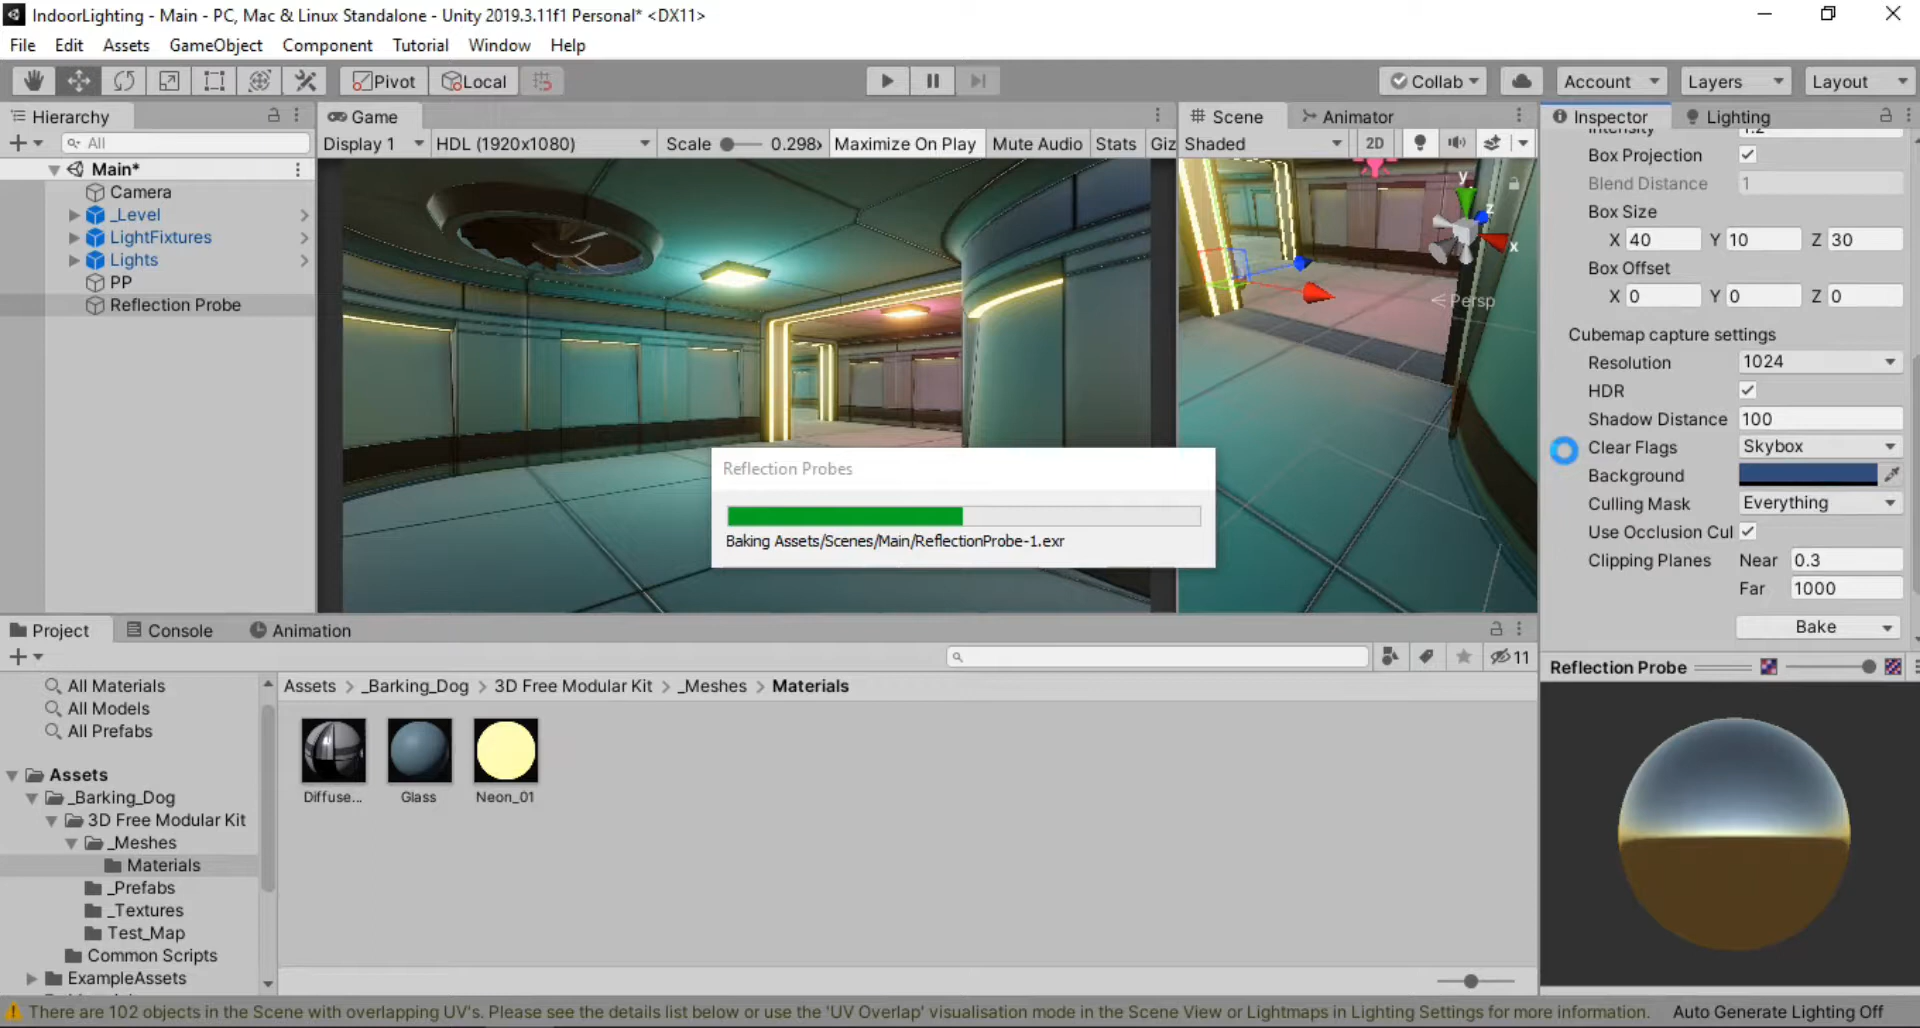 IndoorLighting - Main - PC, Mac & Linux Standalone - Unity 2019.3.11f1 Personal* <DX11>
File Edit Assets GameObject Component Tutorial Window Help
Pivot Local Collab Account Layers Layout
Hierarchy
All
Main*
Camera
_Level
LightFixtures
Lights
PP
Reflection Probe
Game
Display 1 HDL (1920x1080) Scale 0.298x Maximize On Play Mute Audio Stats Giz
Scene Animator
Shaded 2D
y
z
x
Persp
Reflection Probes
Baking Assets/Scenes/Main/ReflectionProbe-1.exr
Inspector Lighting
Intensity 1.2
Box Projection
Blend Distance 1
Box Size
X 40 Y 10 Z 30
Box Offset
X 0 Y 0 Z 0
Cubemap capture settings
Resolution 1024
HDR
Shadow Distance 100
Clear Flags Skybox
Background
Culling Mask Everything
Use Occlusion Cul
Clipping Planes Near 0.3
Far 1000
Bake
Reflection Probe
Project Console Animation
11
All Materials
All Models
All Prefabs
Assets
_Barking_Dog
3D Free Modular Kit
_Meshes
Materials
_Prefabs
_Textures
Test_Map
Common Scripts
ExampleAssets
Assets > _Barking_Dog > 3D Free Modular Kit > _Meshes > Materials
Diffuse... Glass Neon_01
There are 102 objects in the Scene with overlapping UV's. Please see the details list below or use the 'UV Overlap' visualisation mode in the Scene View or Lightmaps in Lighting Settings for more information. Auto Generate Lighting Off